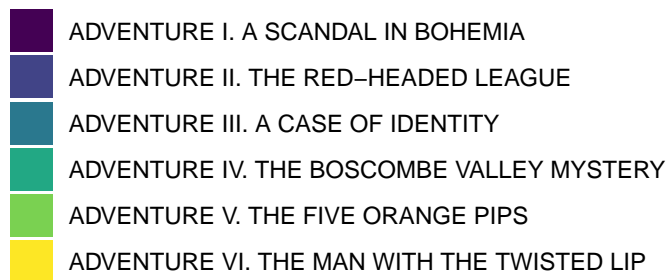 ADVENTURE I. A SCANDAL IN BOHEMIA
ADVENTURE II. THE RED−HEADED LEAGUE
ADVENTURE III. A CASE OF IDENTITY
ADVENTURE IV. THE BOSCOMBE VALLEY MYSTERY
ADVENTURE V. THE FIVE ORANGE PIPS
ADVENTURE VI. THE MAN WITH THE TWISTED LIP